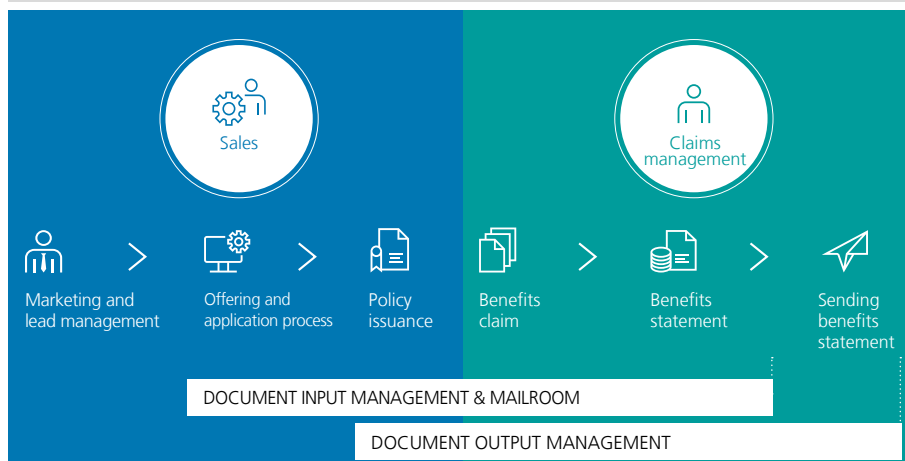 Sales
Claims
management
Marketing and
lead management
Offering and
application process
Policy
issuance
Benefits
claim
Benefits
statement
Sending
benefits
statement
DOCUMENT INPUT MANAGEMENT & MAILROOM
DOCUMENT OUTPUT MANAGEMENT